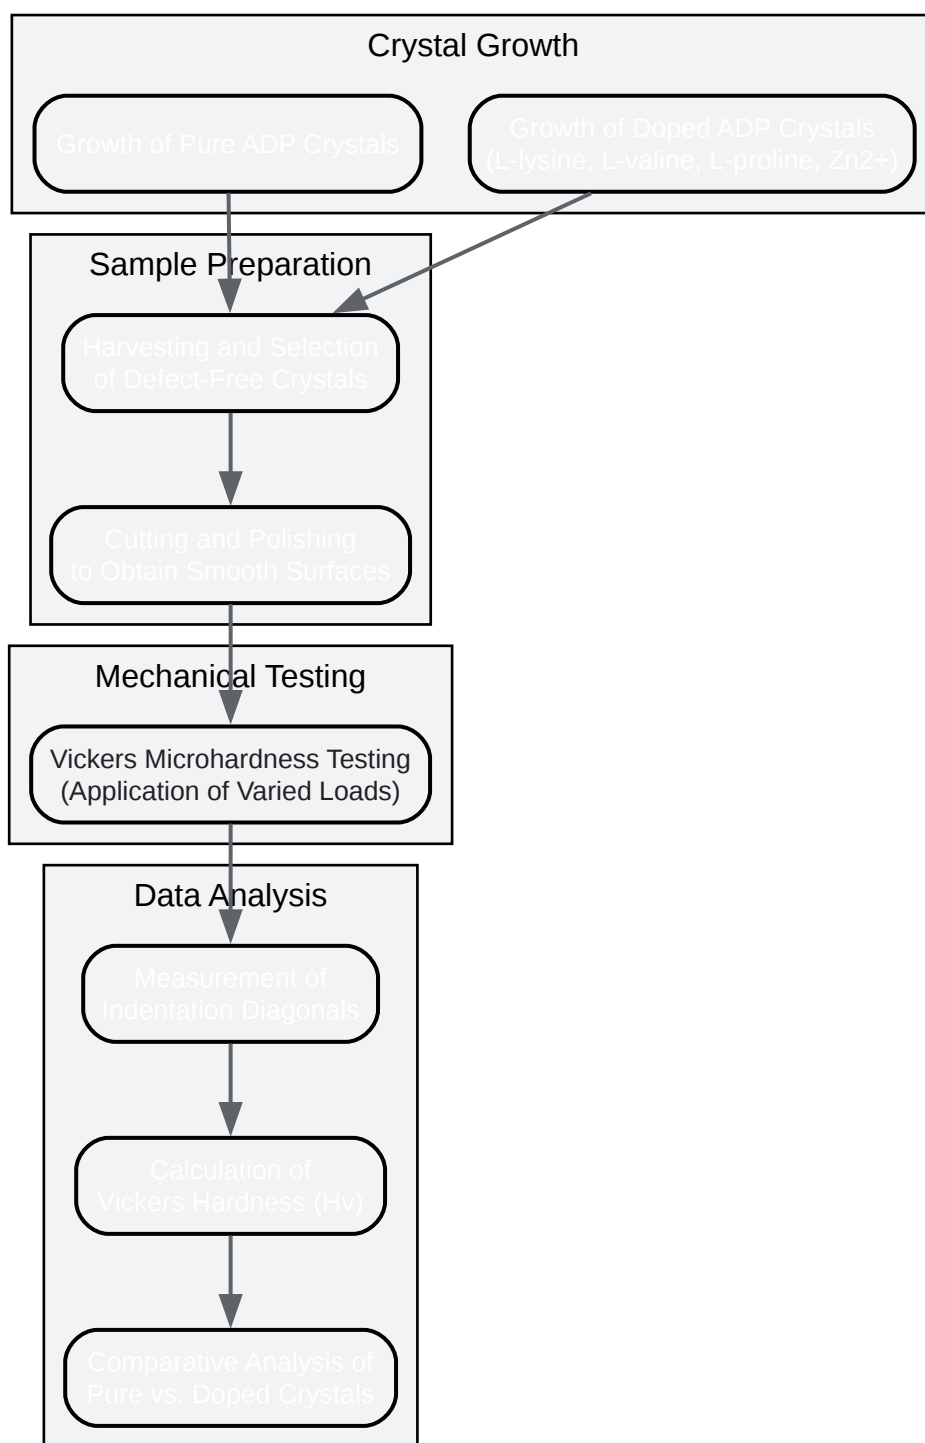 Crystal Growth
Growth of Pure ADP Crystals
Growth of Doped ADP Crystals
(L-lysine, L-valine, L-proline, Zn2+)
Sample Preparation
Harvesting and Selection
of Defect-Free Crystals
Cutting and Polishing
to Obtain Smooth Surfaces
Mechanical Testing
Vickers Microhardness Testing
(Application of Varied Loads)
Data Analysis
Measurement of
Indentation Diagonals
Calculation of
Vickers Hardness (Hv)
Comparative Analysis of
Pure vs. Doped Crystals